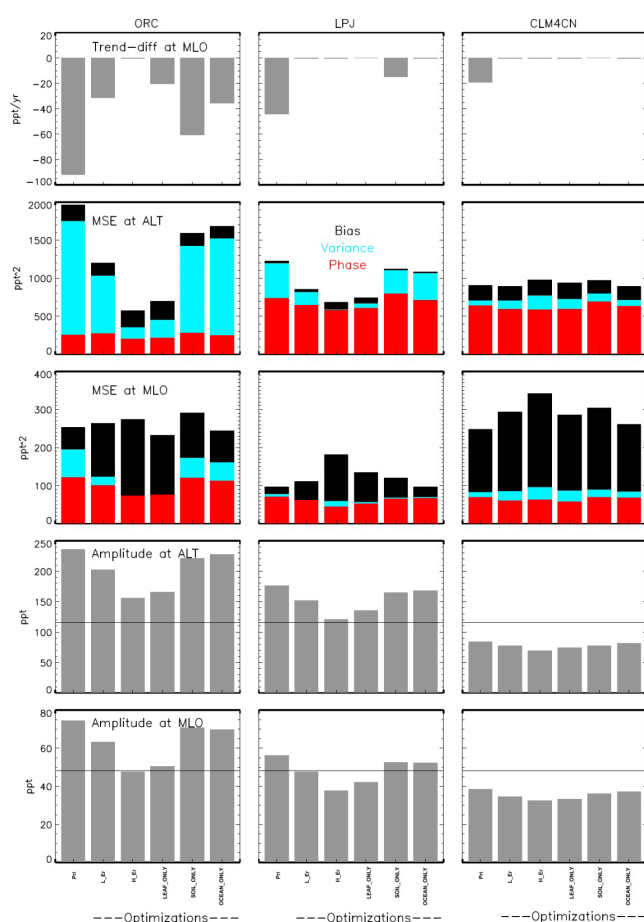 ORC LPJ CLM4CN
Trend-diff at MLO
20
0
-20
-40
-60
-80
-100
ppt/yr
MSE at ALT
2000
1500
1000
500
0
ppt^2
Bias
Variance
Phase
MSE at MLO
400
300
200
100
0
ppt^2
Amplitude at ALT
250
200
150
100
50
0
ppt
Amplitude at MLO
80
60
40
20
0
ppt
Pri L_Er H_Er LEAF_ONLY SOIL_ONLY OCEAN_ONLY
Pri L_Er H_Er LEAF_ONLY SOIL_ONLY OCEAN_ONLY
Pri L_Er H_Er LEAF_ONLY SOIL_ONLY OCEAN_ONLY
---Optimizations--- ---Optimizations--- ---Optimizations---